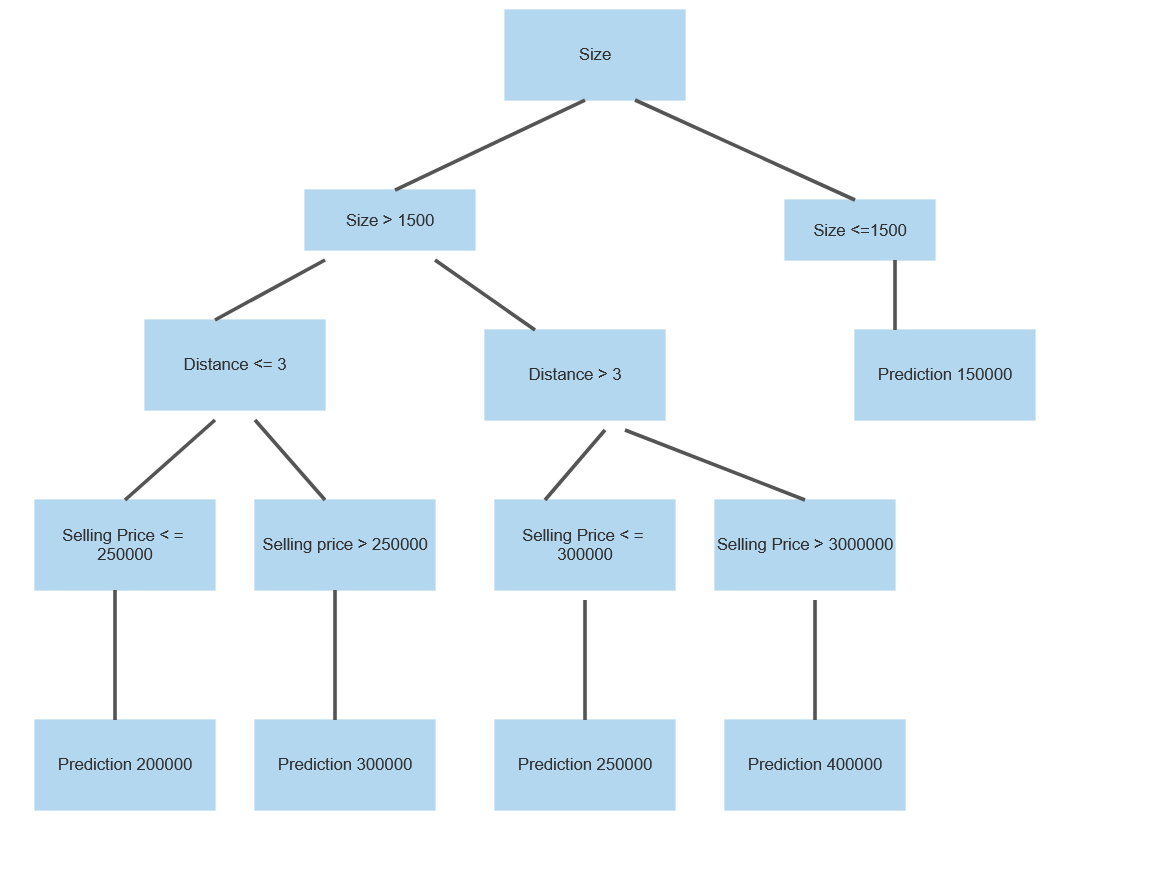 Size
Size > 1500
Size <=1500
Distance <= 3
Distance > 3
Prediction 150000
Selling Price < =
250000
Selling price > 250000
Selling Price < =
300000
Selling Price > 3000000
Prediction 200000
Prediction 300000
Prediction 250000
Prediction 400000